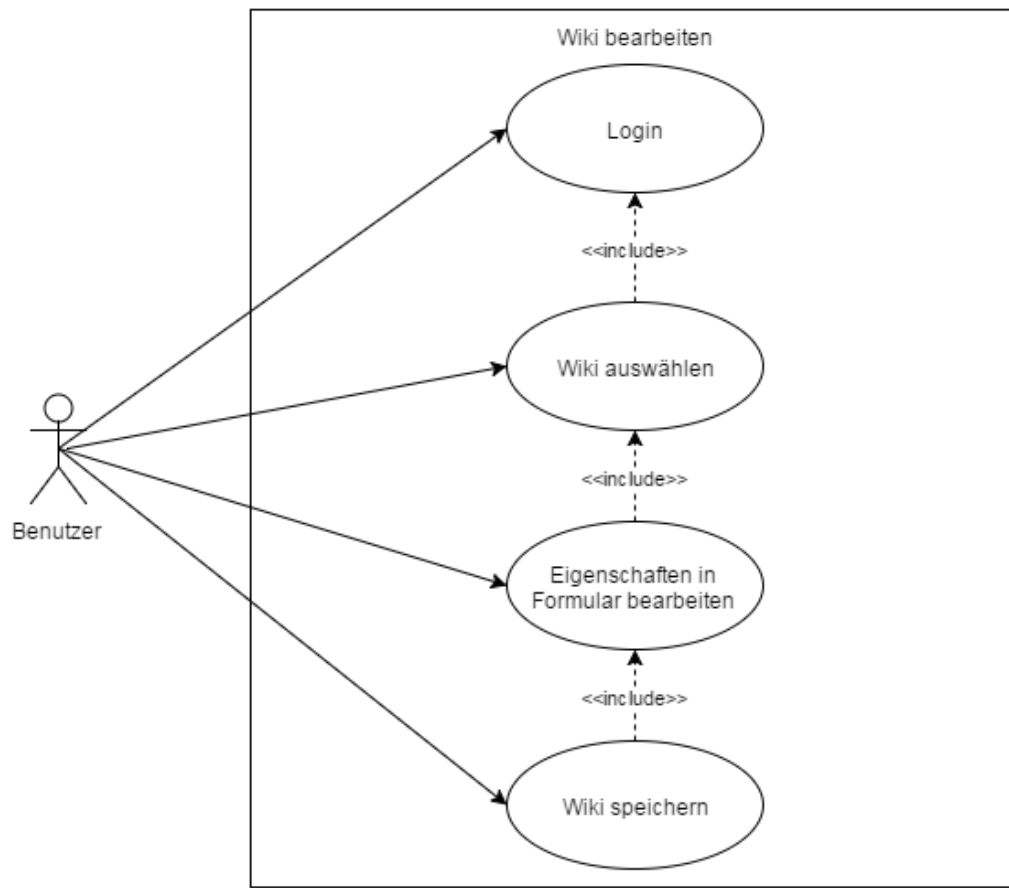 Wiki bearbeiten
Login
<<include>>
Wiki auswählen
<<include>>
Benutzer
Eigenschaften in
Formular bearbeiten
<<include>>
Wiki speichern